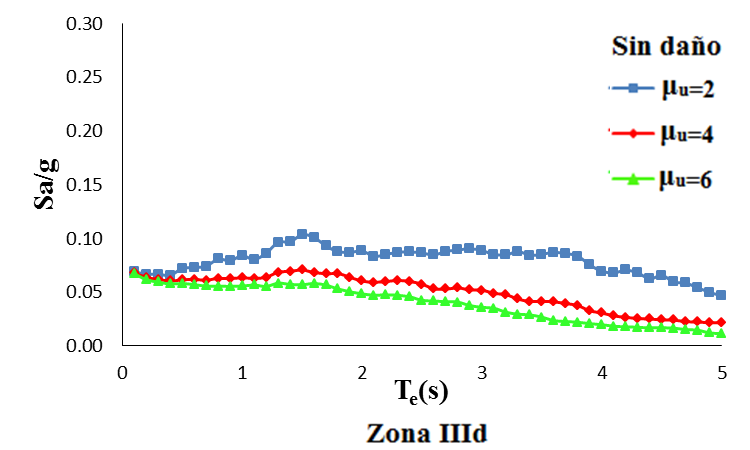 0.30
0.25
0.20
0.15
0.10
0.05
0.00
Sa/g
Sin daño
μu=2
μu=4
μu=6
0 1 2 3 4 5
Te(s)
Zona IIId